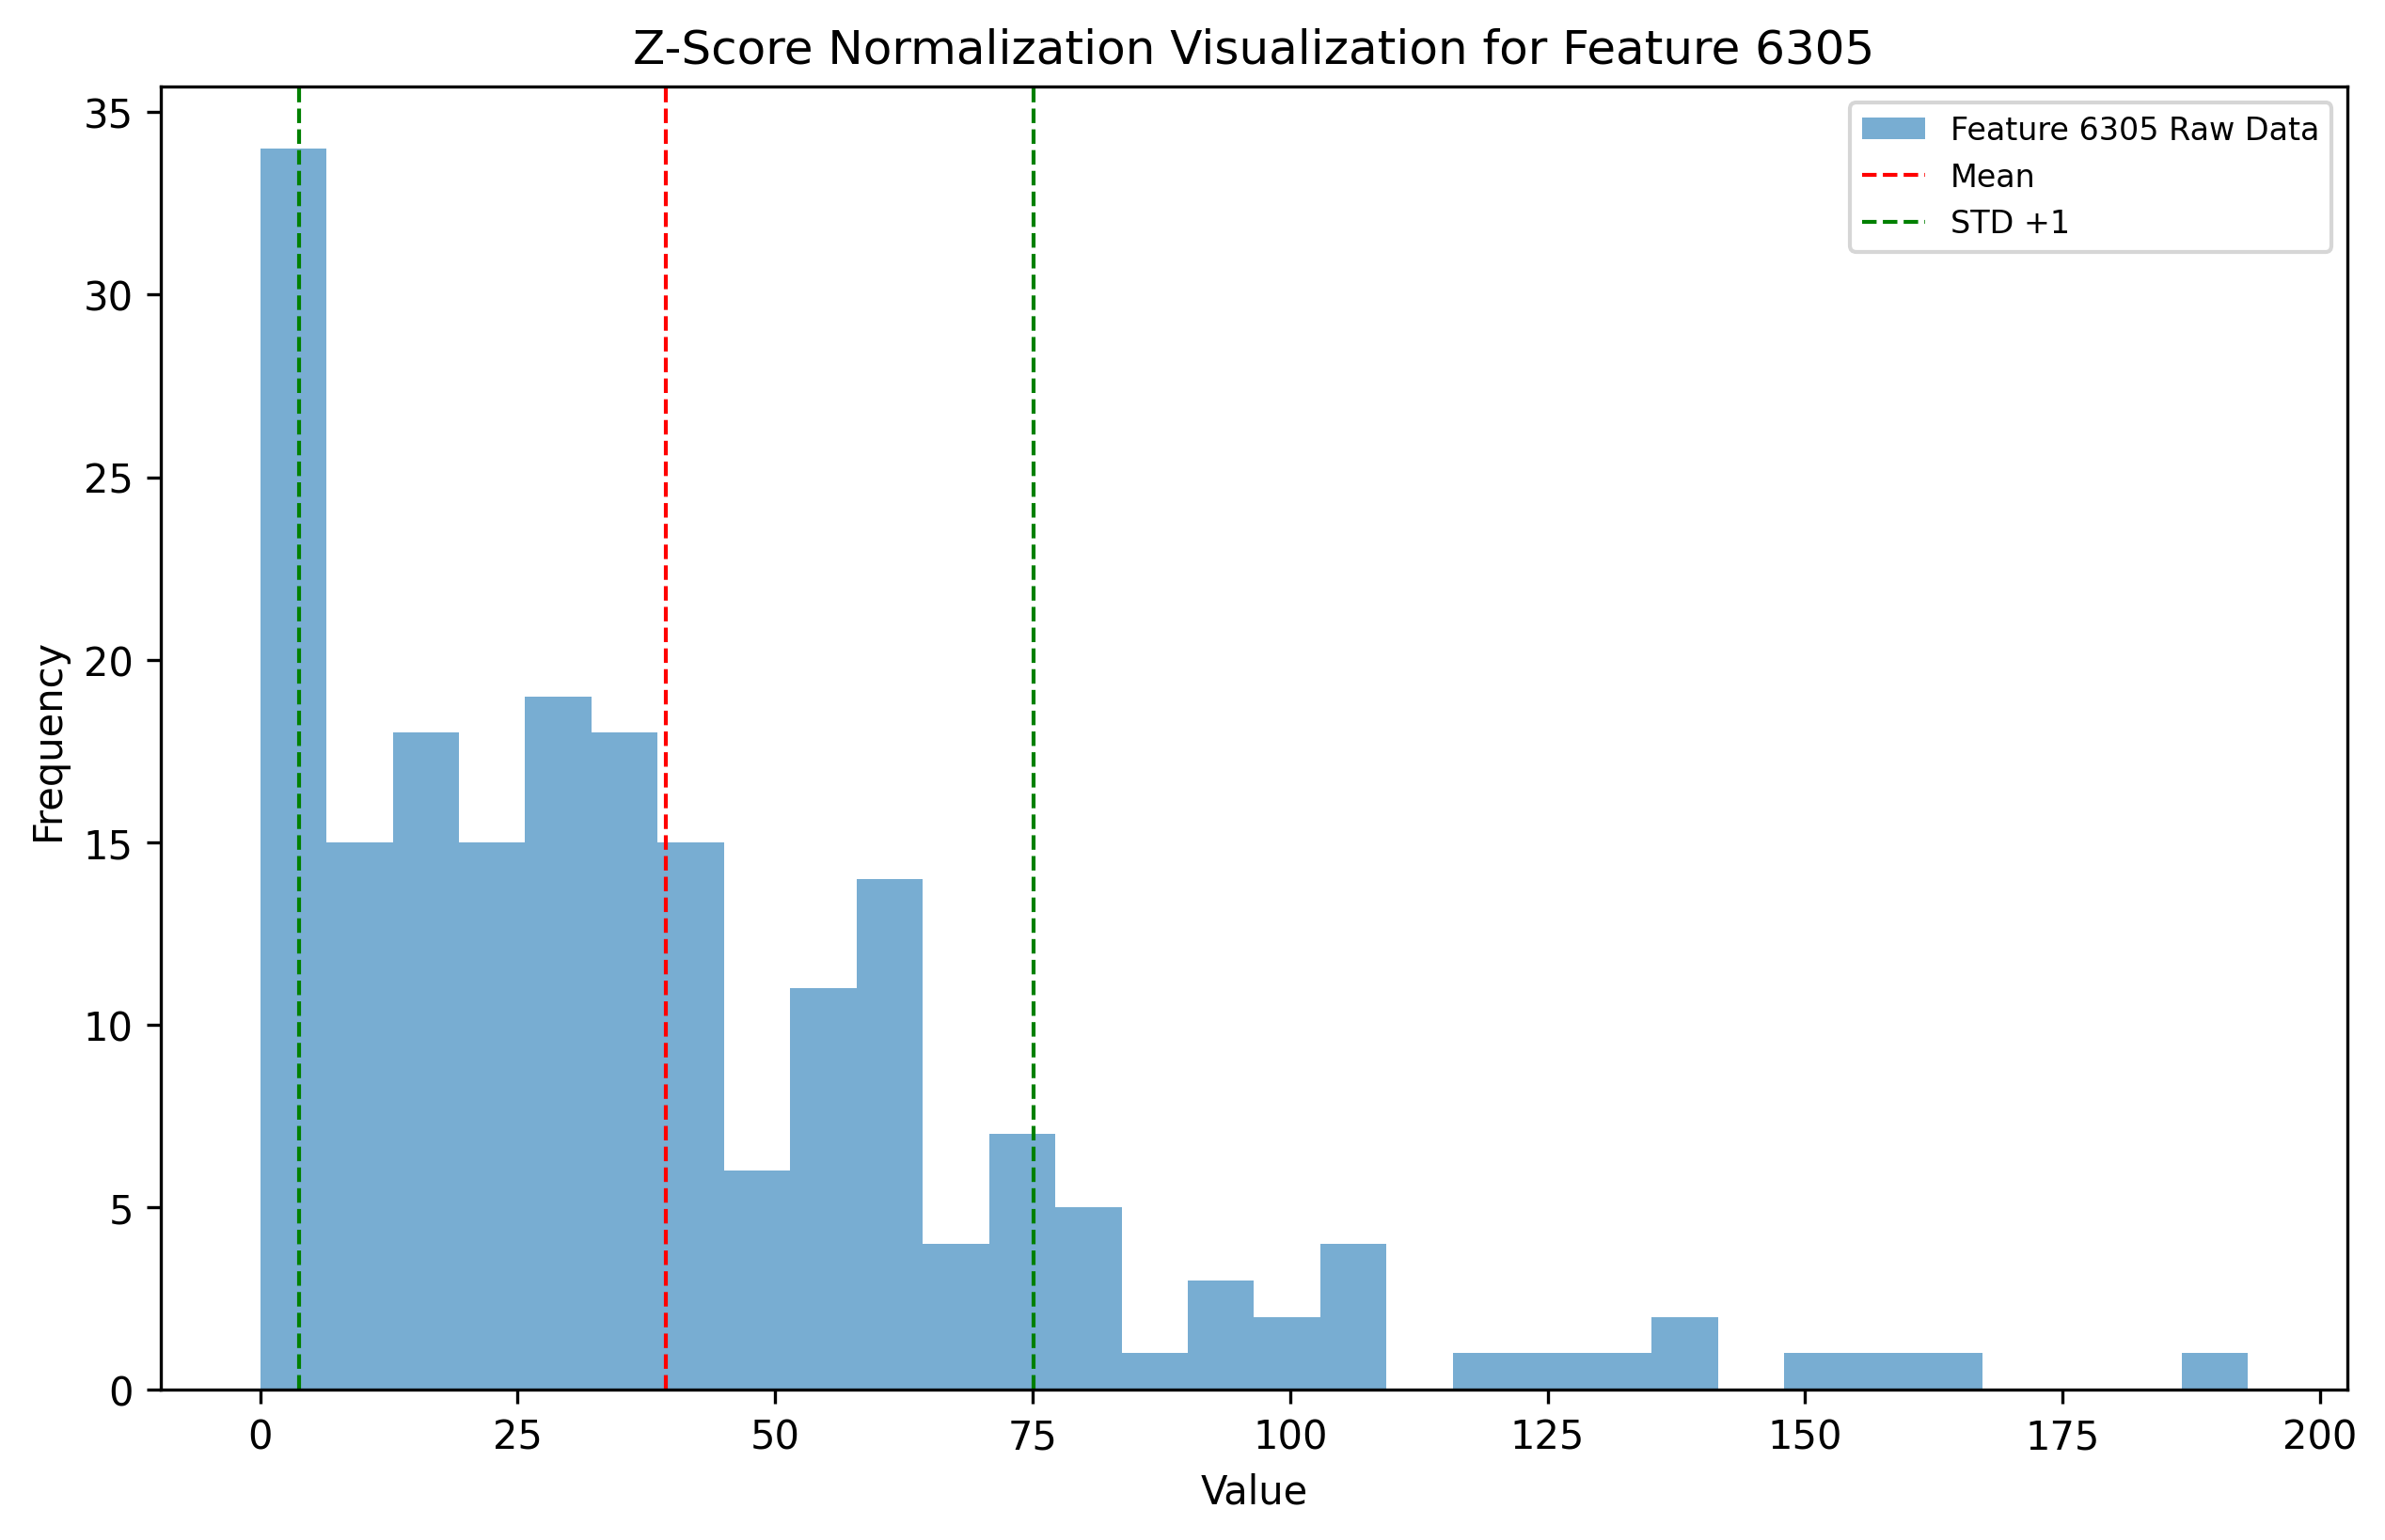 Z-Score Normalization Visualization for Feature 6305
Feature 6305 Raw Data
Mean
STD +1
Frequency
35
30
25
20
15
10
5
0
0 25 50 75 100 125 150 175 200
Value